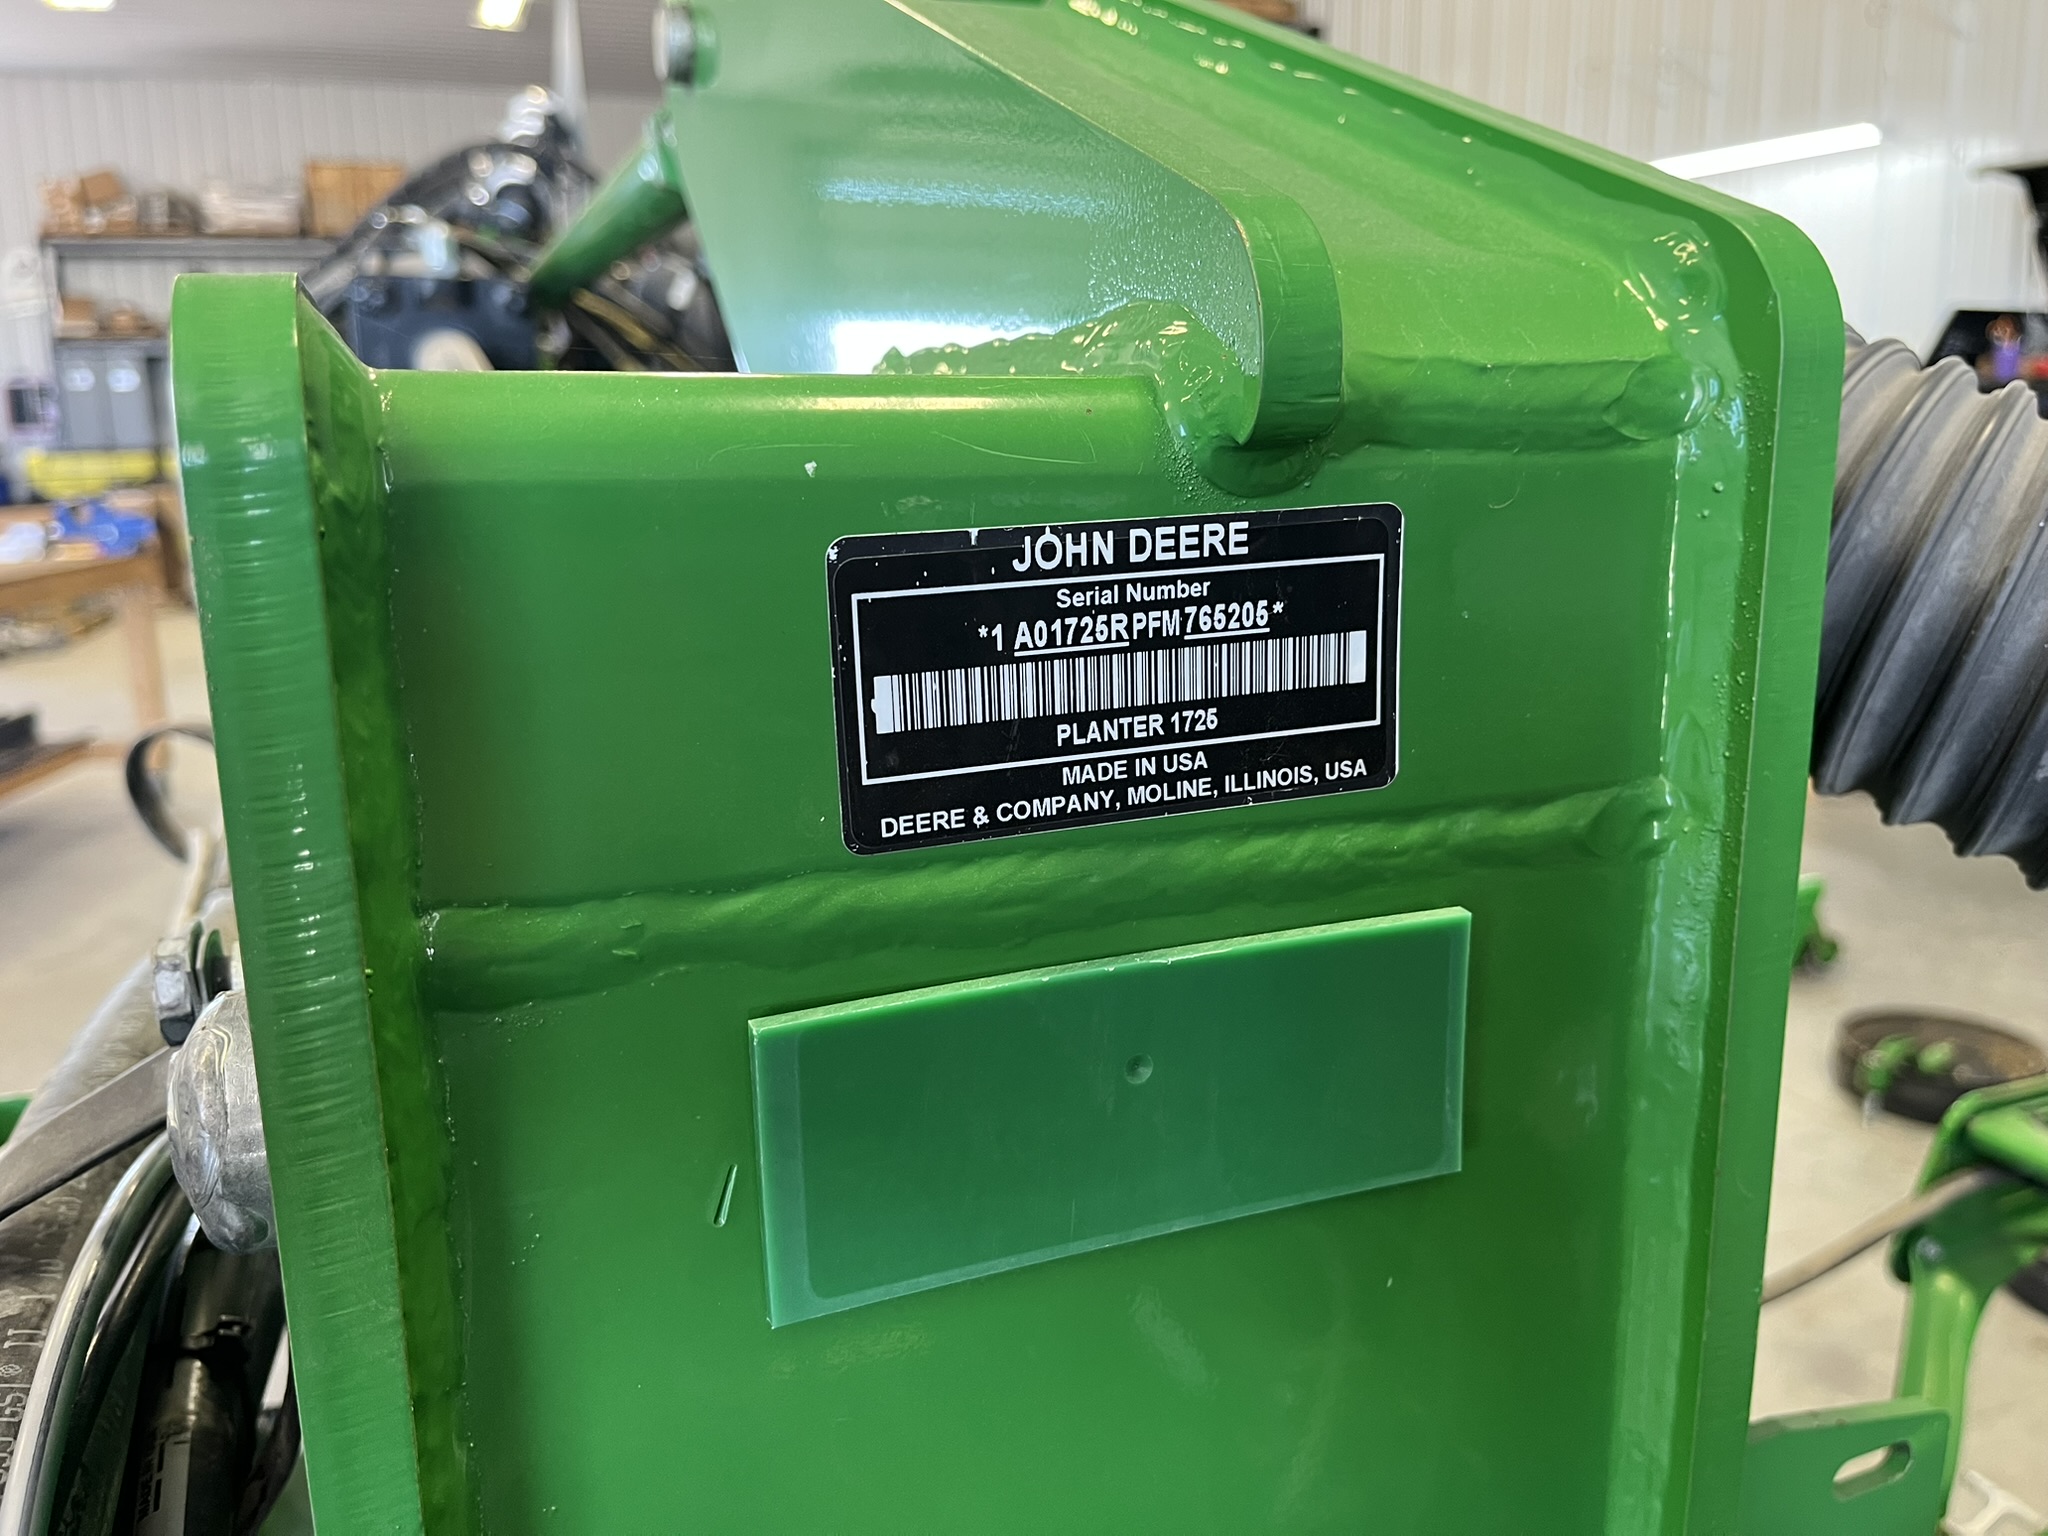 JOHN DEERE
Serial Number
*1 A01725RPFM765205*
PLANTER 1725
MADE IN USA
DEERE & COMPANY, MOLINE, ILLINOIS, USA